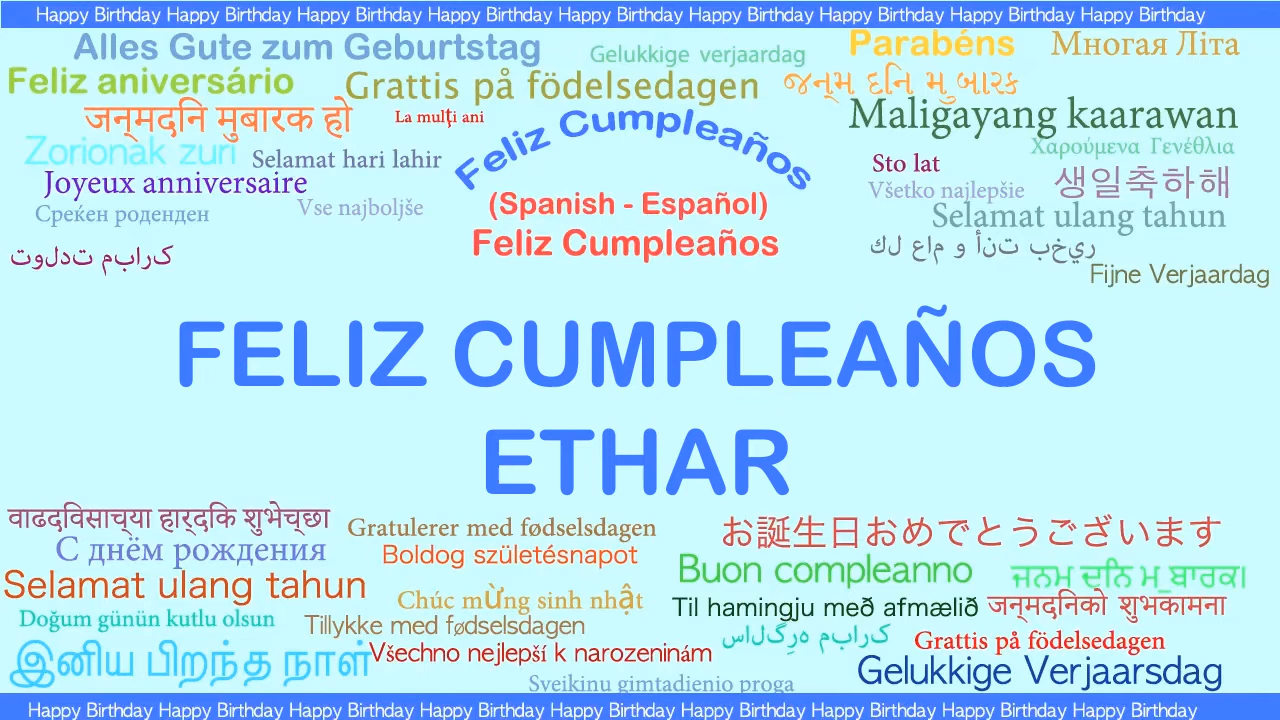 Happy Birthday Happy Birthday Happy Birthday Happy Birthday Happy Birthday Happy Birthday Happy Birthday Happy Birthday Happy Birthday
Alles Gute zum Geburtstag
Gelukkige verjaardag
Parabéns
Многая Літа
Feliz aniversário
Grattis på födelsedagen
જન્મ દિન મુબારક
जन्मदिन मुबारक हो
La mulţi ani
Feliz Cumpleaños
Maligayang kaarawan
Zorionak zuri
Selamat hari lahir
Χαρούμενα Γενέθλια
Sto lat
Joyeux anniversaire
(Spanish - Español)
Všetko najlepšie
생일축하해
Среќен роденден
Vse najboljše
Selamat ulang tahun
Feliz Cumpleaños
تولدت مبارک
كل عام و أنت بخير
Fijne Verjaardag
FELIZ CUMPLEAÑOS
ETHAR
वाढदिवसाच्या हार्दिक शुभेच्छा
Gratulerer med fødselsdagen
お誕生日おめでとうございます
С днём рождения
Boldog születésnapot
Buon compleanno
ਜਨਮ ਦਿਨ ਮੁਬਾਰਕ।
Selamat ulang tahun
Chúc mừng sinh nhật
Til hamingju með afmælið
जन्मदिनको शुभकामना
Doğum günün kutlu olsun
Tillykke med fødselsdagen
سالگرہ مبارک
Grattis på födelsedagen
இனிய பிறந்த நாள்
Všechno nejlepší k narozeninám
Gelukkige Verjaarsdag
Sveikinu gimtadienio proga
Happy Birthday Happy Birthday Happy Birthday Happy Birthday Happy Birthday Happy Birthday Happy Birthday Happy Birthday Happy Birthday